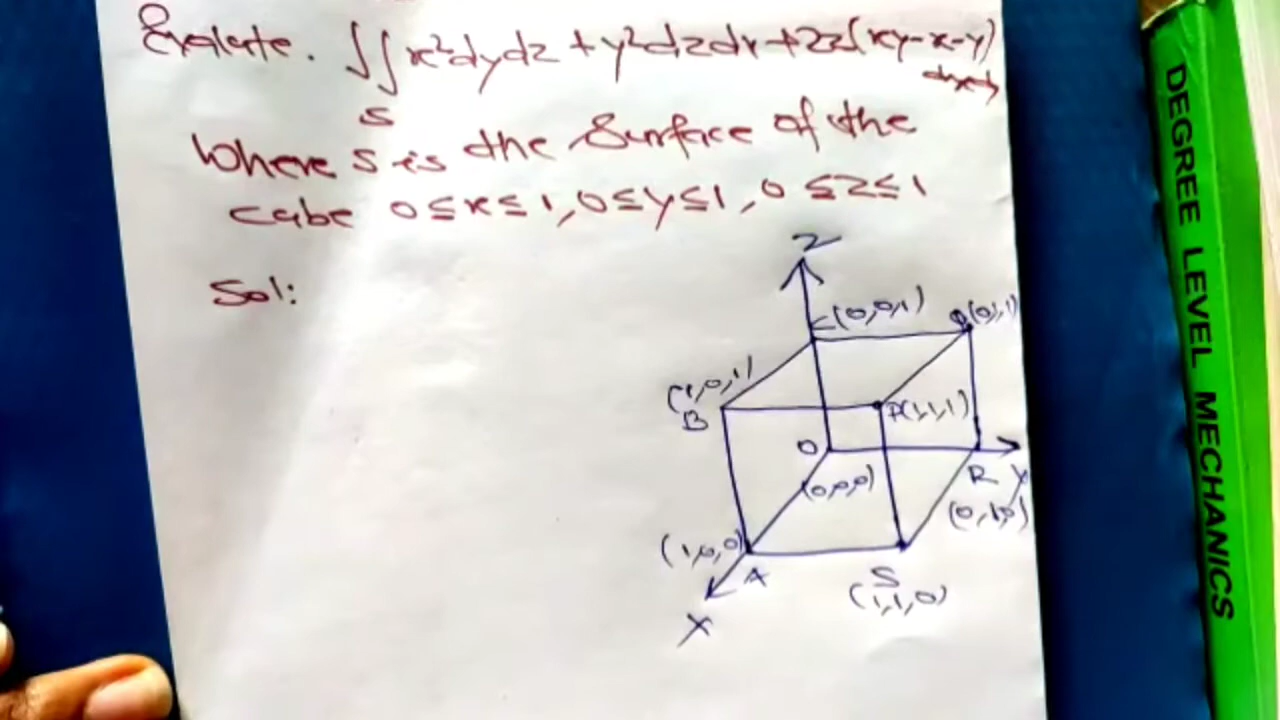 Evaluate. ∫∫ x²dydz + y²dzdx + 2z(xy-x-y)
S dxdy
Where S is the Surface of the
cube 0≤x≤1, 0≤y≤1, 0≤z≤1
Sol:
Z
C(0,0,1)
Q(0,1,1)
(1,0,1)
B
P(1,1,1)
O
(0,0,0)
R Y
(0,1,0)
(1,0,0)
A
S
(1,1,0)
X
DEGREE LEVEL MECHANICS